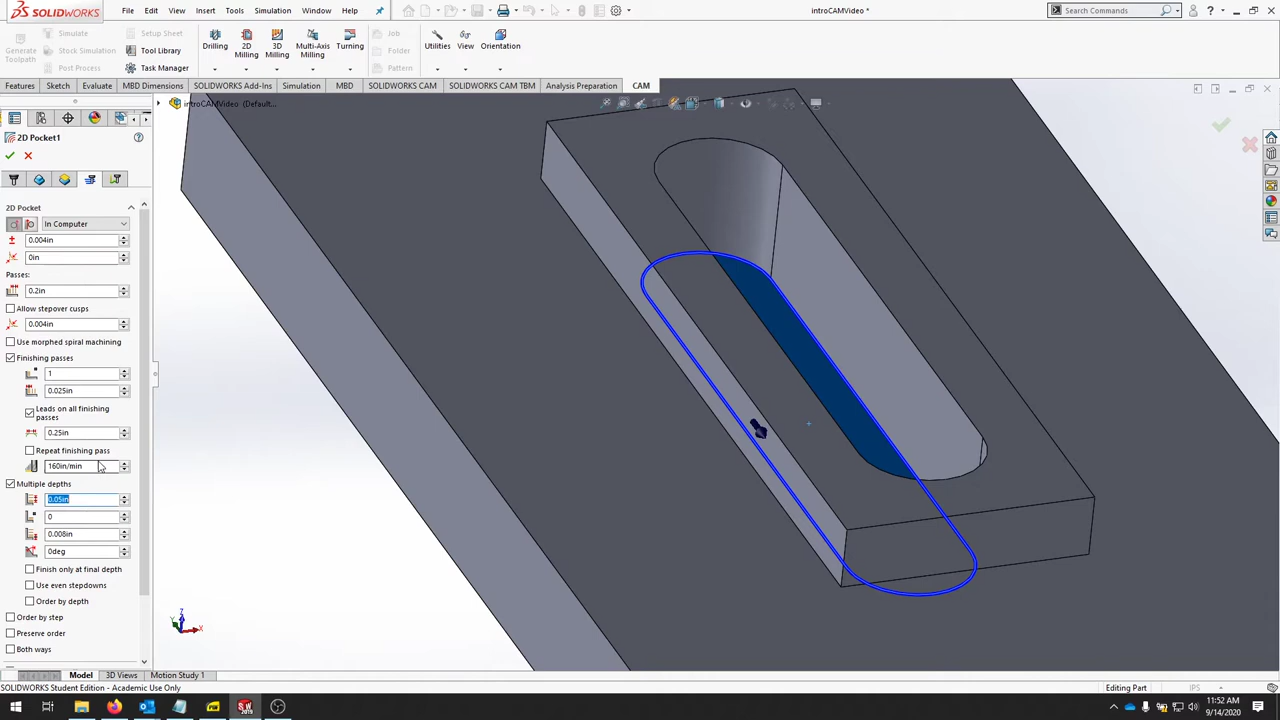 SOLIDWORKS File Edit View Insert Tools Simulation Window Help introCAMVideo * Search Commands
Generate Toolpath
Simulate
Stock Simulation
Post Process
Setup Sheet
Tool Library
Task Manager
Drilling
2D Milling
3D Milling
Multi-Axis Milling
Turning
Job
Folder
Pattern
Utilities
View
Orientation
Features Sketch Evaluate MBD Dimensions SOLIDWORKS Add-Ins Simulation MBD SOLIDWORKS CAM SOLIDWORKS CAM TBM Analysis Preparation CAM
introCAMVideo (Default...
2D Pocket1
2D Pocket
In Computer
0.004in
0in
Passes:
0.2in
Allow stepover cusps
0.004in
Use morphed spiral machining
Finishing passes
1
0.025in
Leads on all finishing
passes
0.25in
Repeat finishing pass
160in/min
Multiple depths
0.05in
0
0.008in
0deg
Finish only at final depth
Use even stepdowns
Order by depth
Order by step
Preserve order
Both ways
Z
Y
X
Model 3D Views Motion Study 1
SOLIDWORKS Student Edition - Academic Use Only Editing Part IPS
11:52 AM
9/14/2020